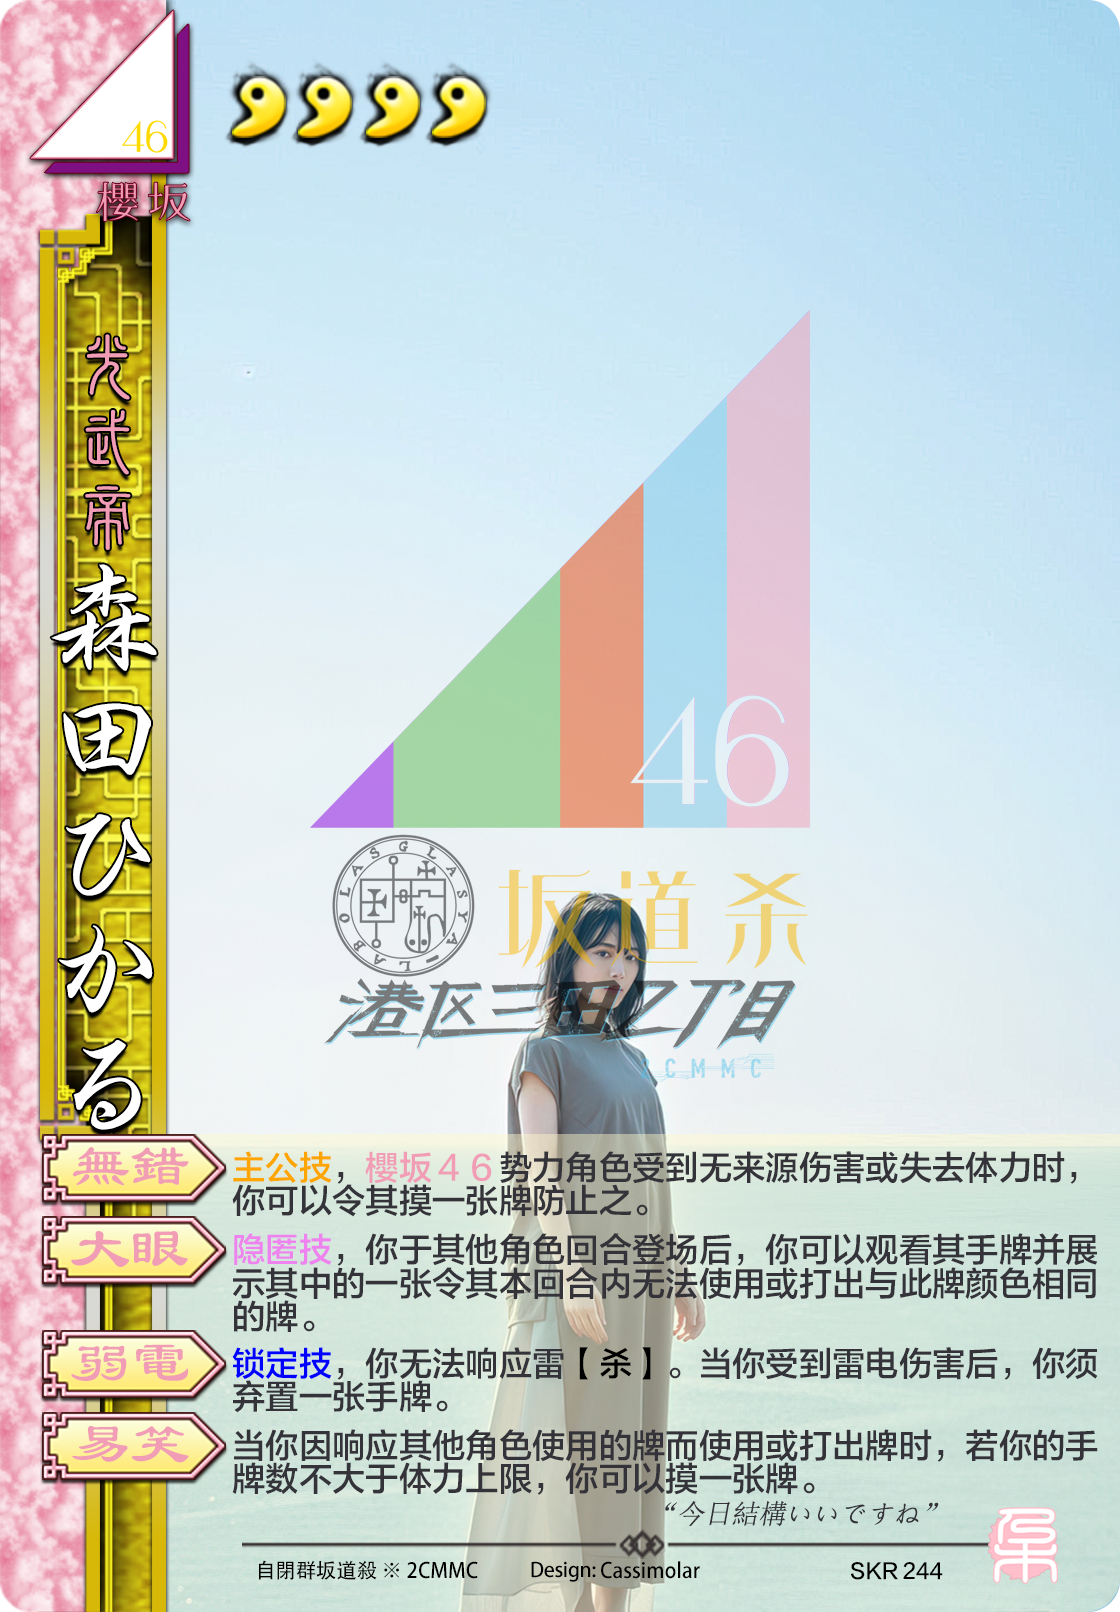 46
櫻坂
光武帝
森田ひかる
46
GLASYA-LABOLAS
坂道杀
港区三田乙丁目
2CMMC
無錯
主公技，櫻坂４６势力角色受到无来源伤害或失去体力时，
你可以令其摸一张牌防止之。
大眼
隐匿技，你于其他角色回合登场后，你可以观看其手牌并展
示其中的一张令其本回合内无法使用或打出与此牌颜色相同
的牌。
弱電
锁定技，你无法响应雷【杀】。当你受到雷电伤害后，你须
弃置一张手牌。
易笑
当你因响应其他角色使用的牌而使用或打出牌时，若你的手
牌数不大于体力上限，你可以摸一张牌。
“今日結構いいですね”
自閉群坂道殺 ※ 2CMMC
Design: Cassimolar
SKR 244